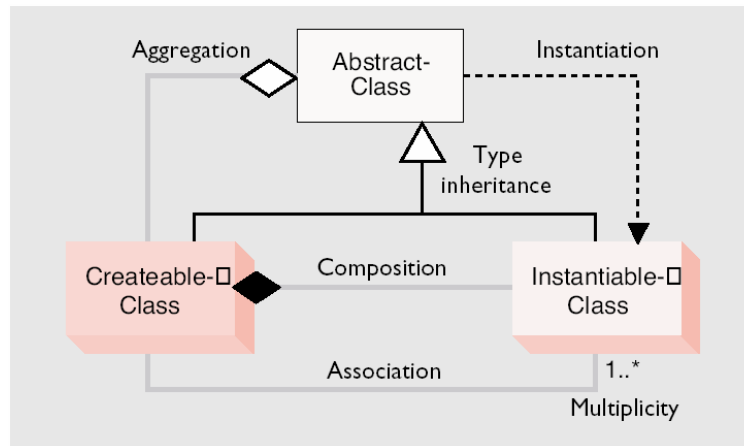 Aggregation
Abstract-
Class
Instantiation
Type
inheritance
Createable-□
Class
Composition
Instantiable-□
Class
Association
1..*
Multiplicity